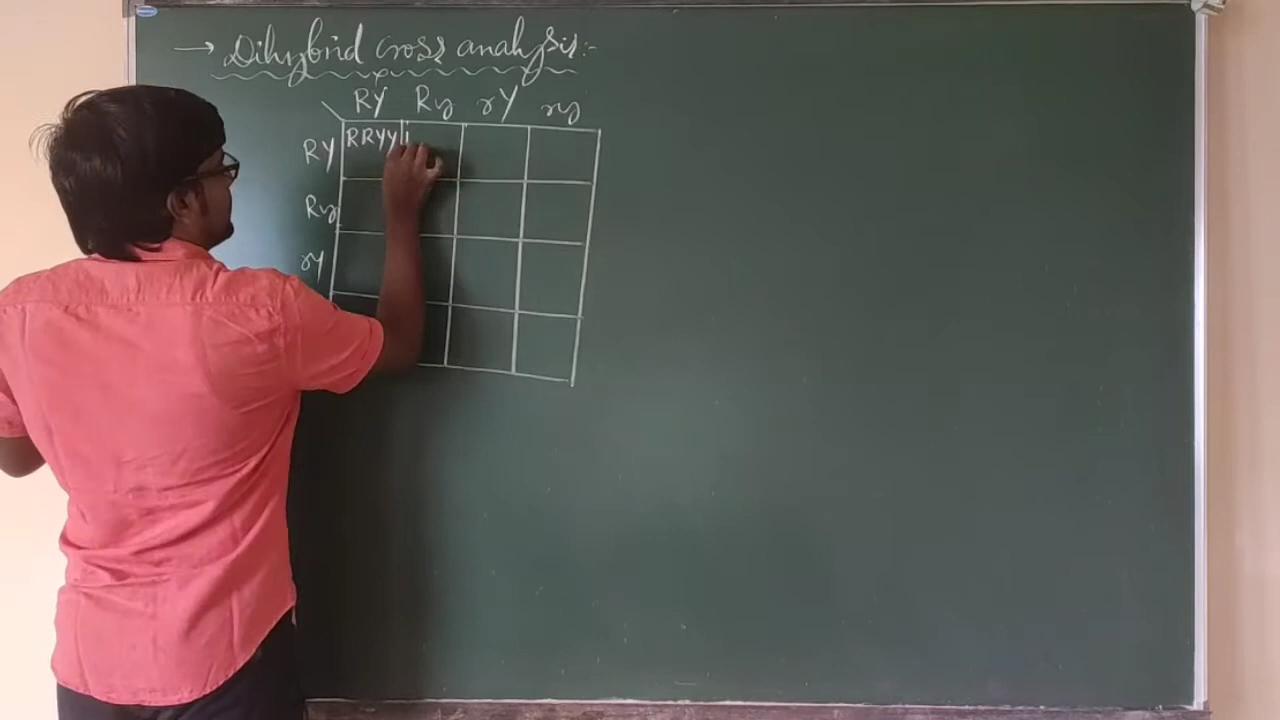 → Dihybrid cross analysis:-
RY Ry rY ry
RY RRYY
Ry
rY